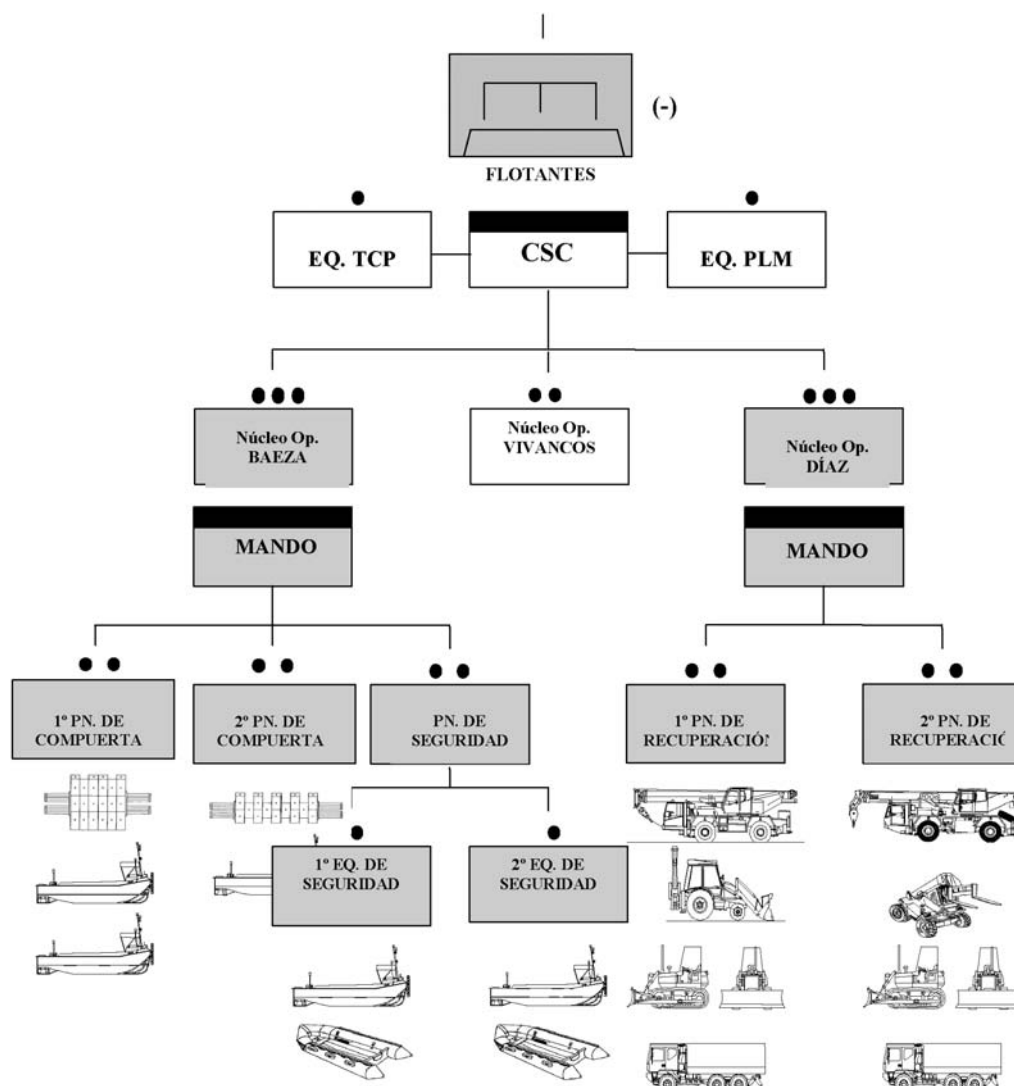 (-)
FLOTANTES
EQ. TCP
CSC
EQ. PLM
Núcleo Op.
BAEZA
Núcleo Op.
VIVANCOS
Núcleo Op.
DÍAZ
MANDO
MANDO
1º PN. DE
COMPUERTA
2º PN. DE
COMPUERTA
PN. DE
SEGURIDAD
1º PN. DE
RECUPERACIÓN
2º PN. DE
RECUPERACIÓ
1º EQ. DE
SEGURIDAD
2º EQ. DE
SEGURIDAD